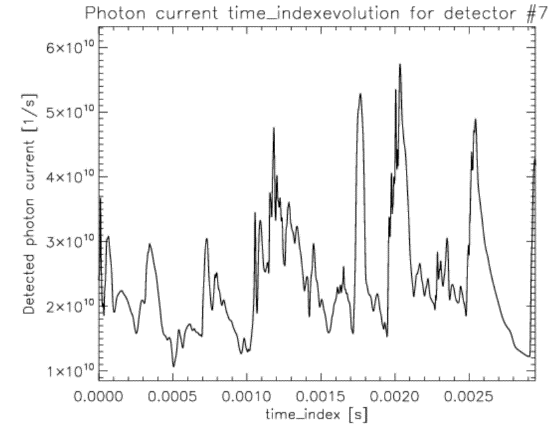 Photon current time_indexevolution for detector #7
Detected photon current [1/s]
6×10¹⁰
5×10¹⁰
4×10¹⁰
3×10¹⁰
2×10¹⁰
1×10¹⁰
0.0000 0.0005 0.0010 0.0015 0.0020 0.0025
time_index [s]